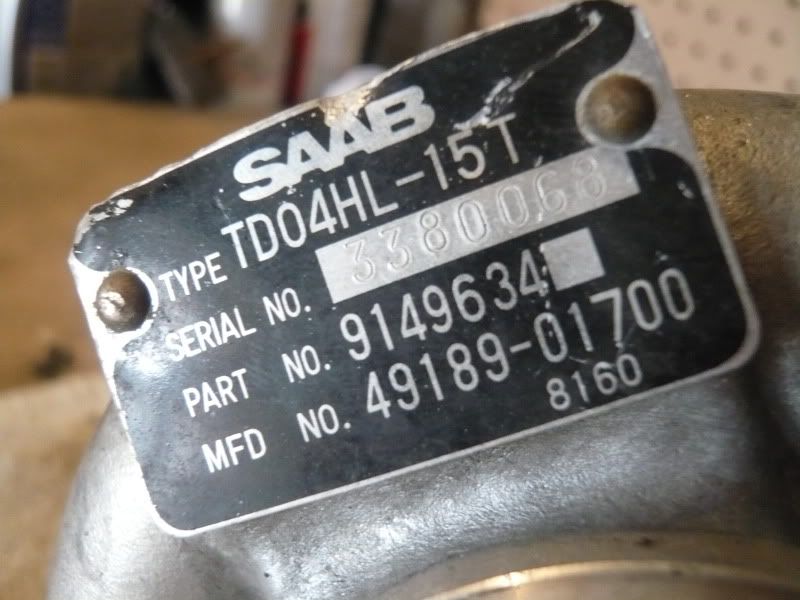 SAAB
TYPE TD04HL-15T
SERIAL NO. 3380068
PART NO. 9149634
MFD NO. 49189-01700
8160